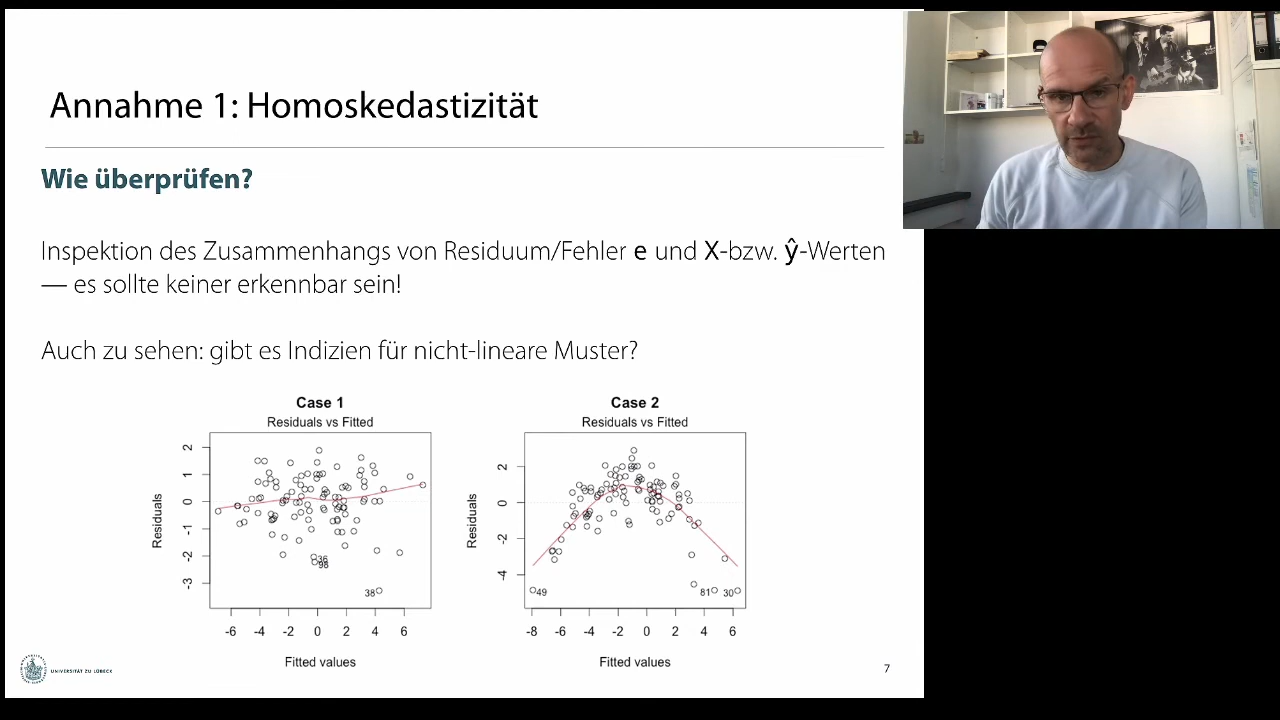 Annahme 1: Homoskedastizität
Wie überprüfen?
Inspektion des Zusammenhangs von Residuum/Fehler e und X-bzw. ŷ-Werten
— es sollte keiner erkennbar sein!
Auch zu sehen: gibt es Indizien für nicht-lineare Muster?
Case 1
Residuals vs Fitted
Residuals
2
1
0
-1
-2
-3
36
98
38
-6 -4 -2 0 2 4 6
Fitted values
Case 2
Residuals vs Fitted
Residuals
2
0
-2
-4
49
81
30
-8 -6 -4 -2 0 2 4 6
Fitted values
UNIVERSITÄT ZU LÜBECK
7